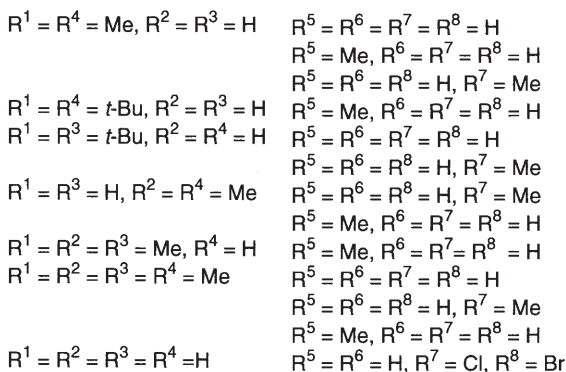 R¹ = R⁴ = Me, R² = R³ = H R⁵ = R⁶ = R⁷ = R⁸ = H
R⁵ = Me, R⁶ = R⁷ = R⁸ = H
R⁵ = R⁶ = R⁸ = H, R⁷ = Me
R¹ = R⁴ = t-Bu, R² = R³ = H R⁵ = Me, R⁶ = R⁷ = R⁸ = H
R¹ = R³ = t-Bu, R² = R⁴ = H R⁵ = R⁶ = R⁷ = R⁸ = H
R⁵ = R⁶ = R⁸ = H, R⁷ = Me
R¹ = R³ = H, R² = R⁴ = Me R⁵ = R⁶ = R⁸ = H, R⁷ = Me
R⁵ = Me, R⁶ = R⁷ = R⁸ = H
R¹ = R² = R³ = Me, R⁴ = H R⁵ = Me, R⁶ = R⁷= R⁸ = H
R¹ = R² = R³ = R⁴ = Me R⁵ = R⁶ = R⁷ = R⁸ = H
R⁵ = R⁶ = R⁸ = H, R⁷ = Me
R⁵ = Me, R⁶ = R⁷ = R⁸ = H
R¹ = R² = R³ = R⁴ =H R⁵ = R⁶ = H, R⁷ = Cl, R⁸ = Br